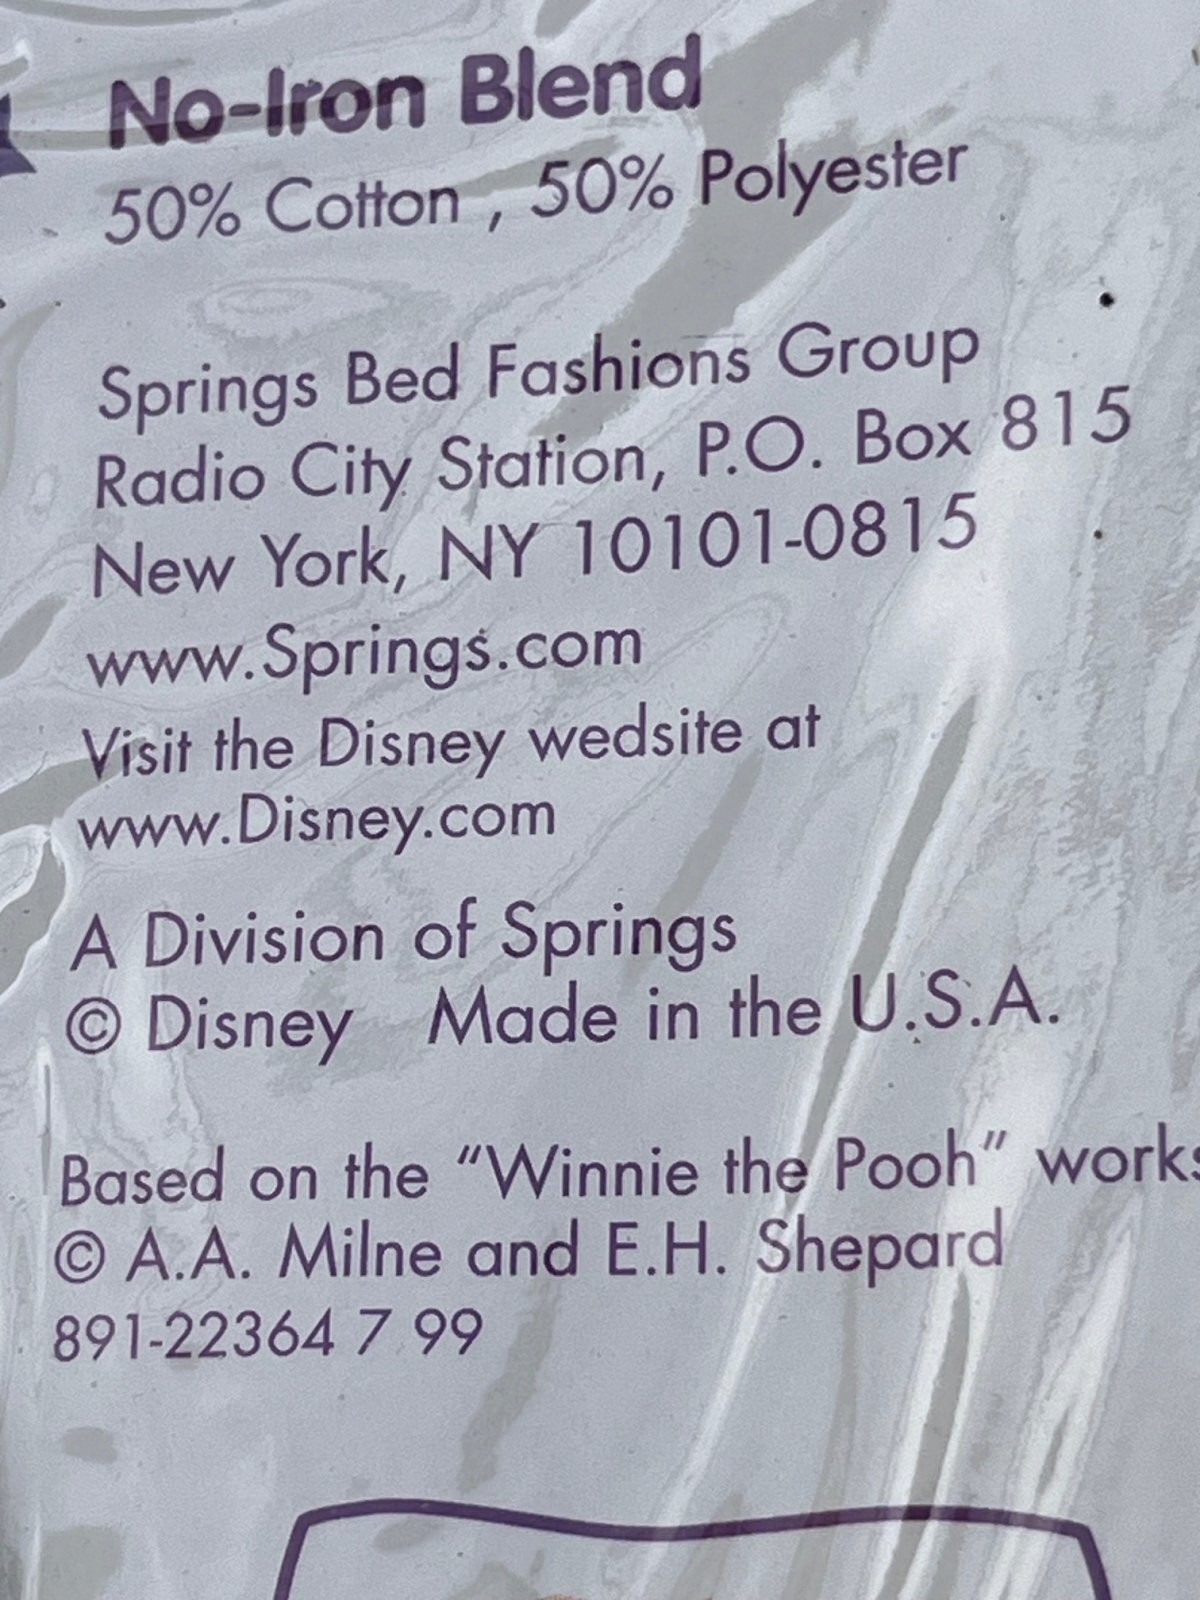 No-Iron Blend
50% Cotton , 50% Polyester
Springs Bed Fashions Group
Radio City Station, P.O. Box 815
New York, NY 10101-0815
www.Springs.com
Visit the Disney wedsite at
www.Disney.com
A Division of Springs
© Disney Made in the U.S.A.
Based on the “Winnie the Pooh” works
© A.A. Milne and E.H. Shepard
891-22364 7 99